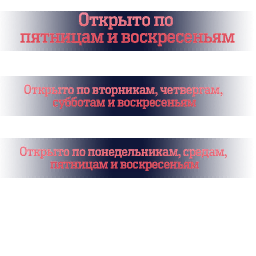 Открыто по
пятницам и воскресеньям
Открыто по вторникам, четвергам,
субботам и воскресеньям
Открыто по понедельникам, средам,
пятницам и воскресеньям